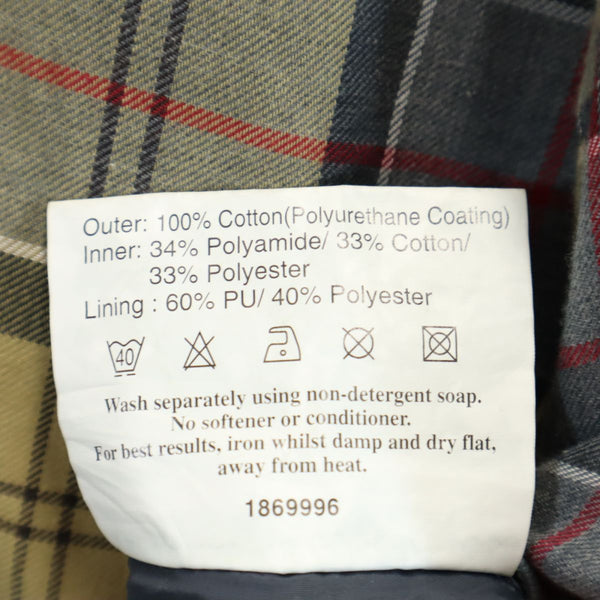 Outer: 100% Cotton(Polyurethane Coating)
Inner: 34% Polyamide/ 33% Cotton/
33% Polyester
Lining : 60% PU/ 40% Polyester
40
Wash separately using non-detergent soap.
No softener or conditioner.
For best results, iron whilst damp and dry flat,
away from heat.
1869996